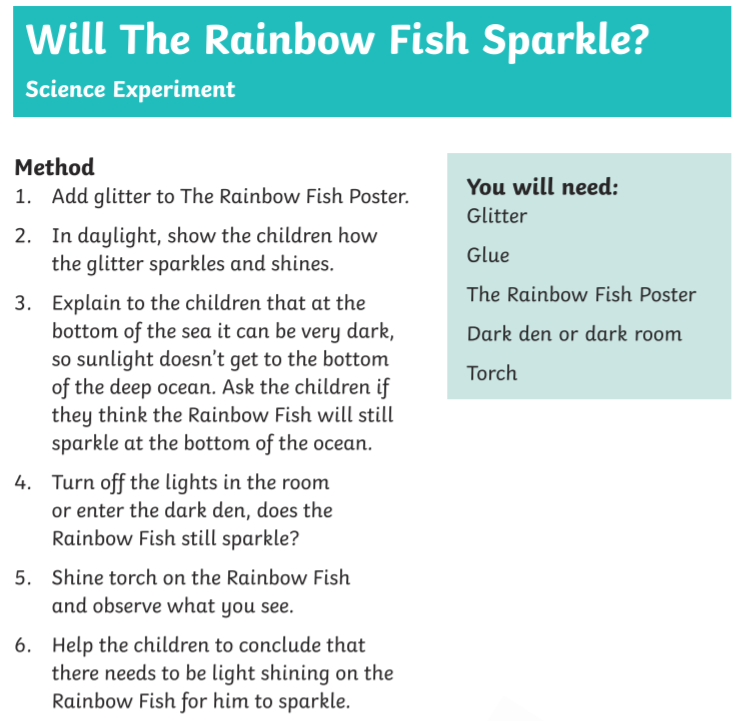 Will The Rainbow Fish Sparkle?
Science Experiment
Method
1. Add glitter to The Rainbow Fish Poster.
2. In daylight, show the children how
the glitter sparkles and shines.
3. Explain to the children that at the
bottom of the sea it can be very dark,
so sunlight doesn't get to the bottom
of the deep ocean. Ask the children if
they think the Rainbow Fish will still
sparkle at the bottom of the ocean.
4. Turn off the lights in the room
or enter the dark den, does the
Rainbow Fish still sparkle?
5. Shine torch on the Rainbow Fish
and observe what you see.
6. Help the children to conclude that
there needs to be light shining on the
Rainbow Fish for him to sparkle.
You will need:
Glitter
Glue
The Rainbow Fish Poster
Dark den or dark room
Torch